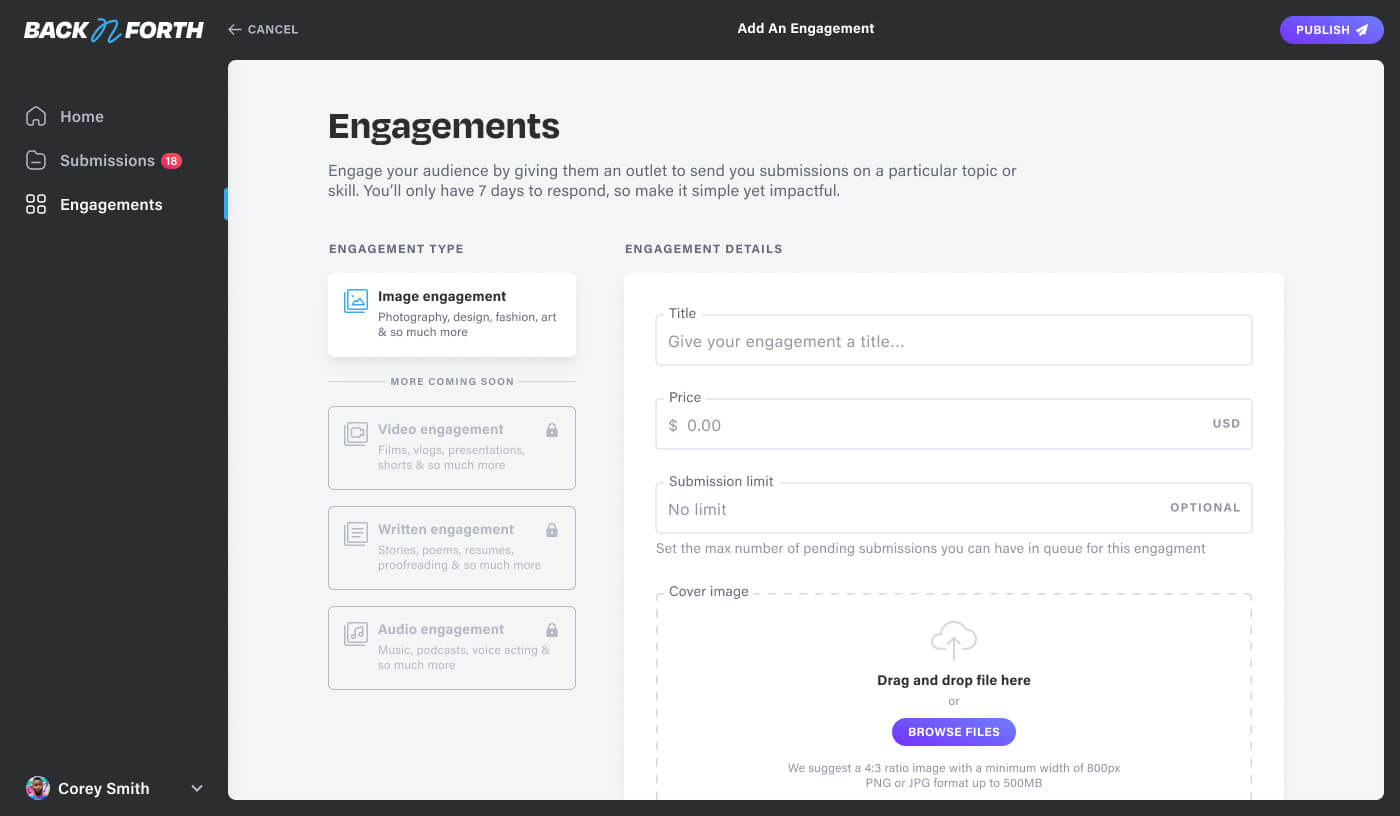 BACK n FORTH
CANCEL
Add An Engagement
PUBLISH
Home
Submissions 18
Engagements
Corey Smith
Engagements
Engage your audience by giving them an outlet to send you submissions on a particular topic or
skill. You’ll only have 7 days to respond, so make it simple yet impactful.
ENGAGEMENT TYPE
Image engagement
Photography, design, fashion, art
& so much more
MORE COMING SOON
Video engagement
Films, vlogs, presentations,
shorts & so much more
Written engagement
Stories, poems, resumes,
proofreading & so much more
Audio engagement
Music, podcasts, voice acting &
so much more
ENGAGEMENT DETAILS
Title
Give your engagement a title...
Price
$ 0.00 USD
Submission limit
No limit OPTIONAL
Set the max number of pending submissions you can have in queue for this engagment
Cover image
Drag and drop file here
or
BROWSE FILES
We suggest a 4:3 ratio image with a minimum width of 800px
PNG or JPG format up to 500MB